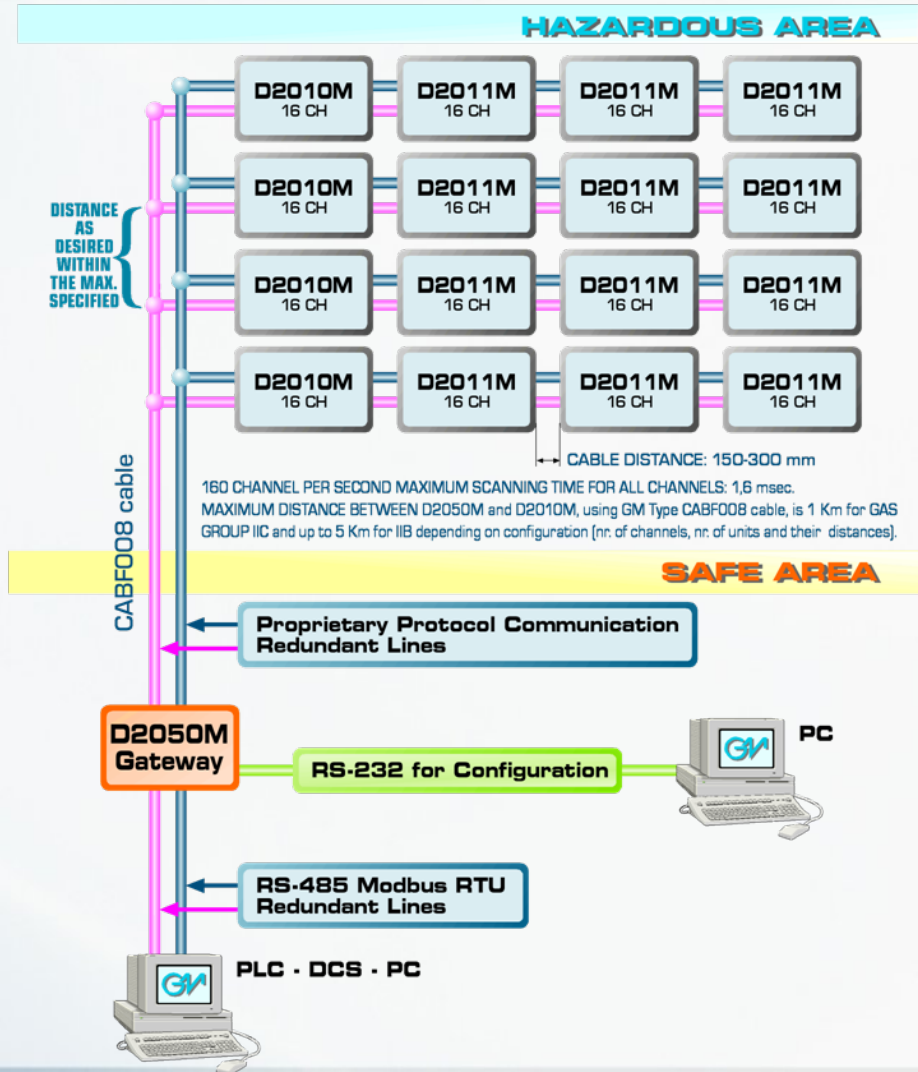 HAZARDOUS AREA
D2010M
16 CH
D2011M
16 CH
D2011M
16 CH
D2011M
16 CH
D2010M
16 CH
D2011M
16 CH
D2011M
16 CH
D2011M
16 CH
DISTANCE
AS
DESIRED
WITHIN
THE MAX.
SPECIFIED
D2010M
16 CH
D2011M
16 CH
D2011M
16 CH
D2011M
16 CH
D2010M
16 CH
D2011M
16 CH
D2011M
16 CH
D2011M
16 CH
CABLE DISTANCE: 150-300 mm
160 CHANNEL PER SECOND MAXIMUM SCANNING TIME FOR ALL CHANNELS: 1,6 msec.
MAXIMUM DISTANCE BETWEEN D2050M and D2010M, using GM Type CABF008 cable, is 1 Km for GAS
GROUP IIC and up to 5 Km for IIB depending on configuration (nr. of channels, nr. of units and their distances).
CABF008 cable
SAFE AREA
Proprietary Protocol Communication
Redundant Lines
D2050M
Gateway
RS-232 for Configuration
GM
PC
RS-485 Modbus RTU
Redundant Lines
GM
PLC - DCS - PC